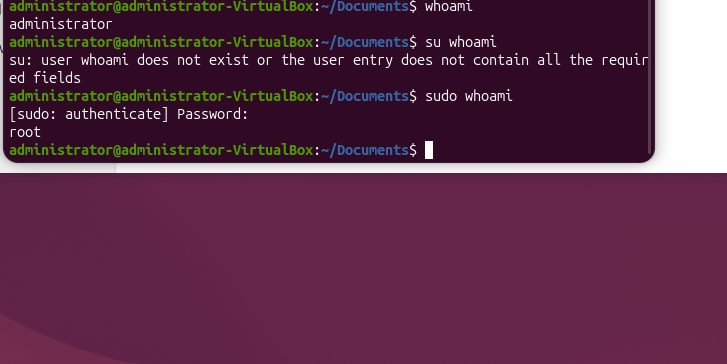 administrator@administrator-VirtualBox:~/Documents$ whoami
administrator
administrator@administrator-VirtualBox:~/Documents$ su whoami
su: user whoami does not exist or the user entry does not contain all the requir
ed fields
administrator@administrator-VirtualBox:~/Documents$ sudo whoami
[sudo: authenticate] Password:
root
administrator@administrator-VirtualBox:~/Documents$